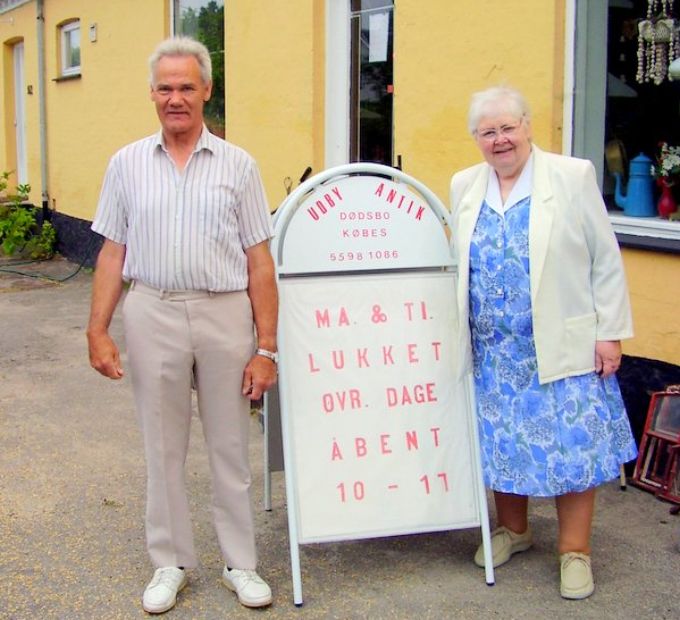 UDBY ANTIK
DØDSBO
KØBES
5598 1086
MA. & TI.
LUKKET
ØVR. DAGE
ÅBENT
10 - 17